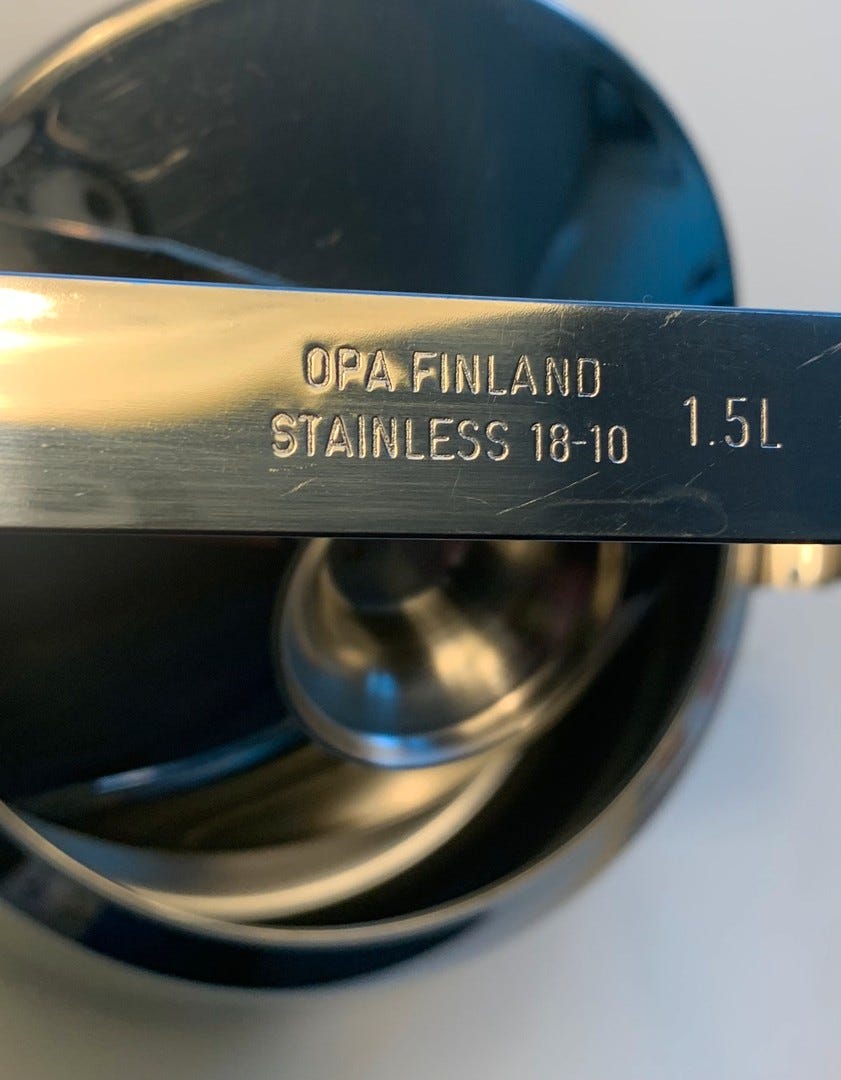 OPA FINLAND
STAINLESS 18-10
1.5L